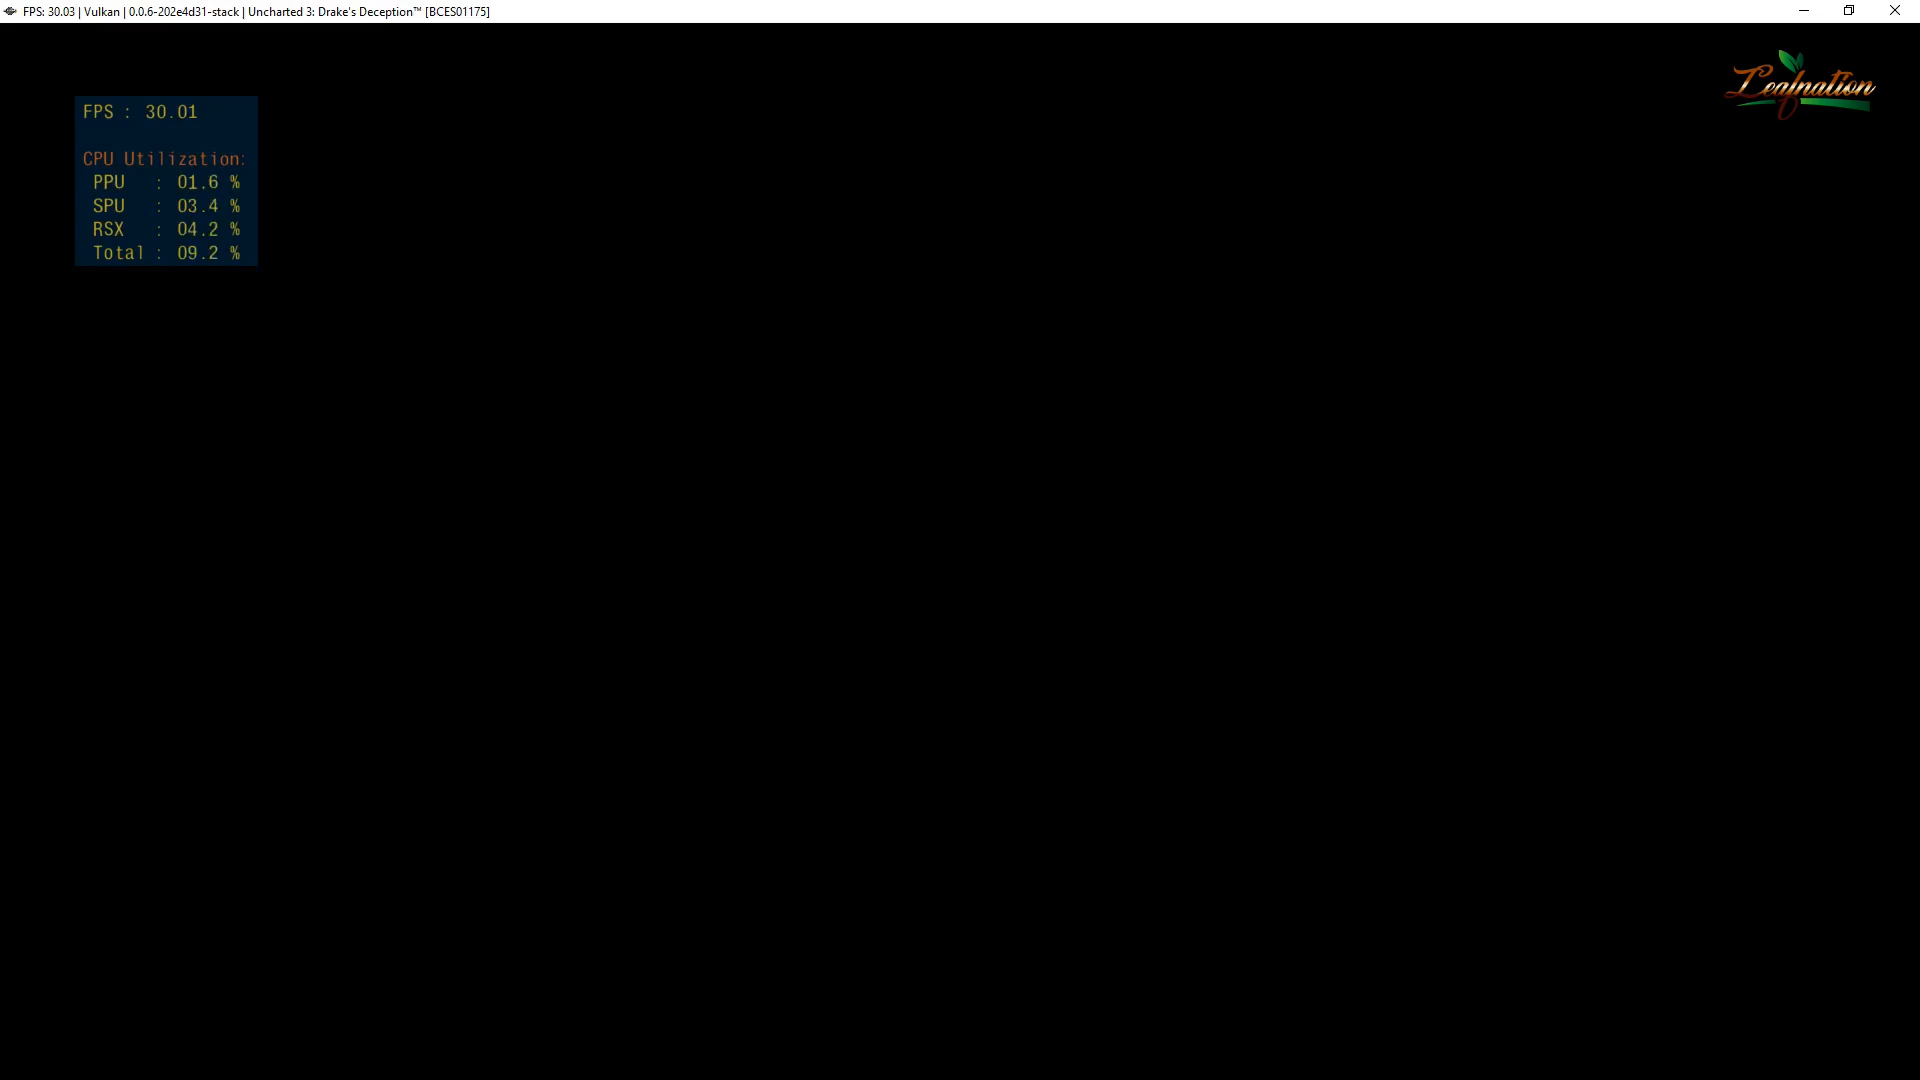 FPS: 30.03 | Vulkan | 0.0.6-202e4d31-stack | Uncharted 3: Drake's Deception™ [BCES01175]
Leafnation
FPS : 30.01
CPU Utilization:
PPU : 01.6 %
SPU : 03.4 %
RSX : 04.2 %
Total : 09.2 %